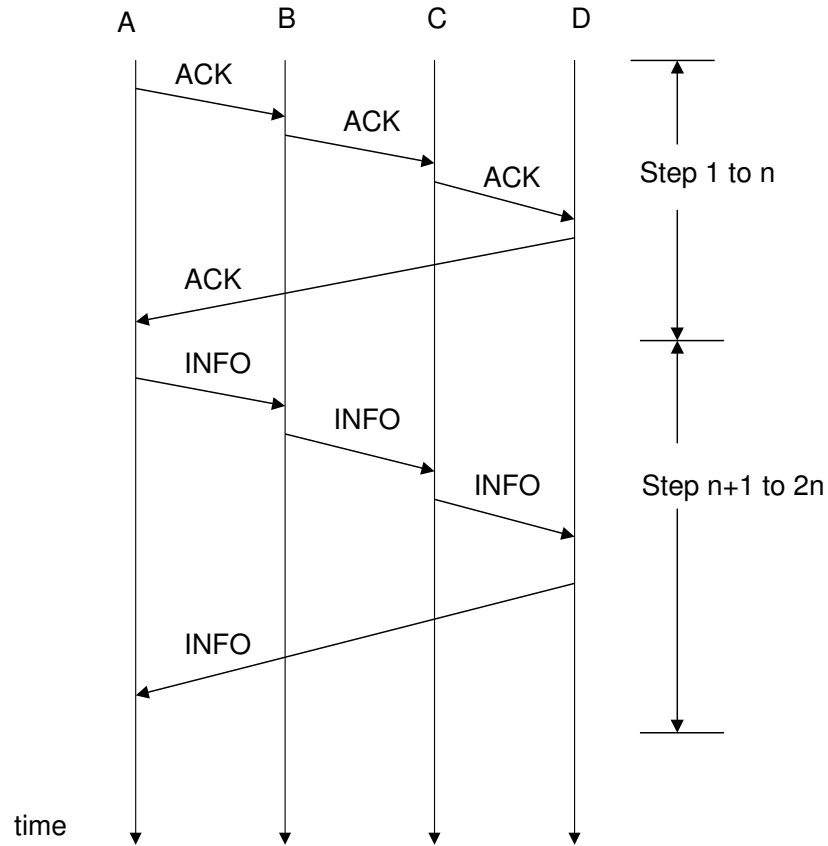 A B C D
ACK
ACK
ACK
Step 1 to n
ACK
INFO
INFO
INFO
Step n+1 to 2n
INFO
time